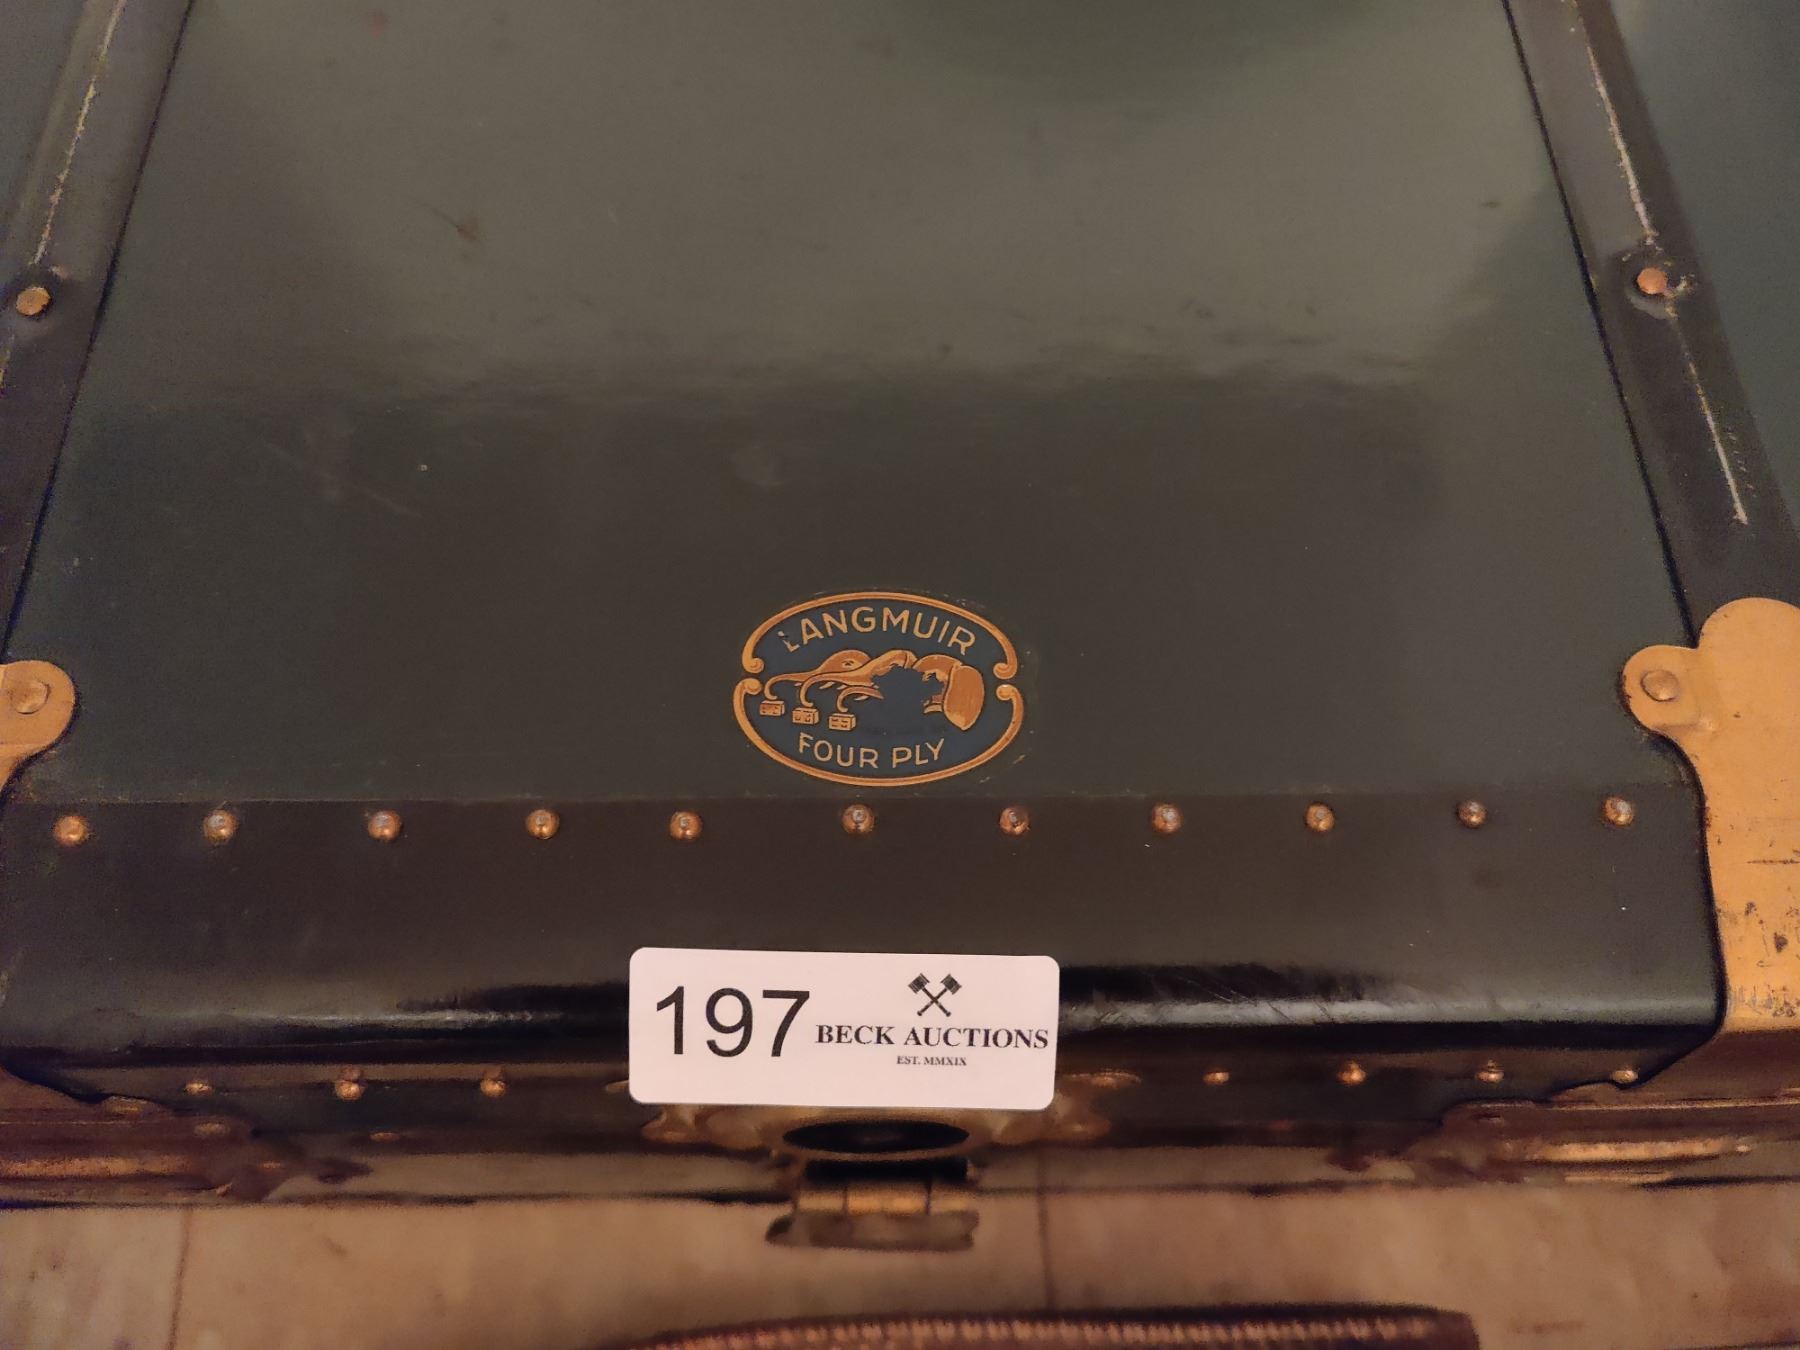 LANGMUIR
FOUR PLY
197
BECK AUCTIONS
EST. MMXIX